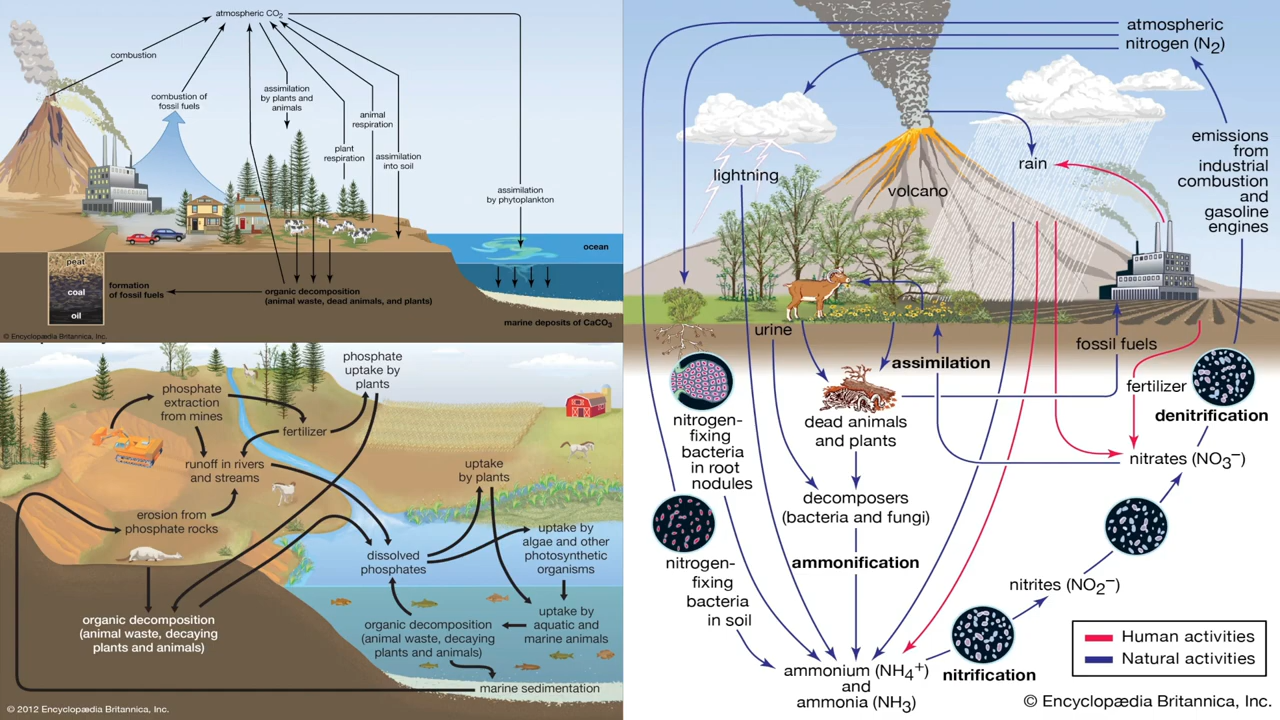 atmospheric CO₂
combustion
combustion of
fossil fuels
assimilation
by plants and
animals
animal
respiration
plant
respiration
assimilation
into soil
assimilation
by phytoplankton
ocean
peat
coal
oil
formation
of fossil fuels
organic decomposition
(animal waste, dead animals, and plants)
marine deposits of CaCO₃
© Encyclopædia Britannica, Inc.
phosphate
uptake by
plants
phosphate
extraction
from mines
fertilizer
runoff in rivers
and streams
erosion from
phosphate rocks
uptake
by plants
dissolved
phosphates
uptake by
algae and other
photosynthetic
organisms
organic decomposition
(animal waste, decaying
plants and animals)
organic decomposition
(animal waste, decaying
plants and animals)
uptake by
aquatic and
marine animals
marine sedimentation
© 2012 Encyclopædia Britannica, Inc.
atmospheric
nitrogen (N₂)
emissions
from
industrial
combustion
and
gasoline
engines
lightning
rain
volcano
urine
fossil fuels
assimilation
fertilizer
denitrification
nitrogen-
fixing
bacteria
in root
nodules
dead animals
and plants
nitrates (NO₃⁻)
decomposers
(bacteria and fungi)
nitrogen-
fixing
bacteria
in soil
ammonification
nitrites (NO₂⁻)
nitrification
ammonium (NH₄⁺)
and
ammonia (NH₃)
Human activities
Natural activities
© Encyclopædia Britannica, Inc.